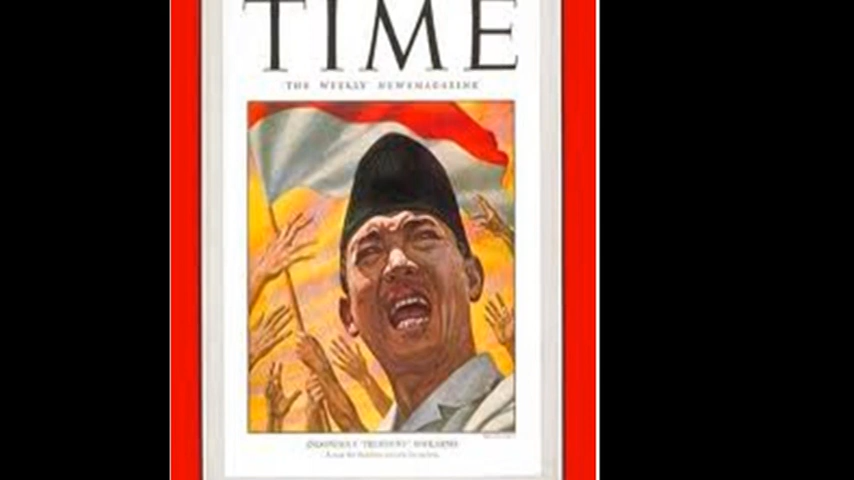 TIME
THE WEEKLY NEWSMAGAZINE
INDONESIA'S "PRESIDENT" SOEKARNO